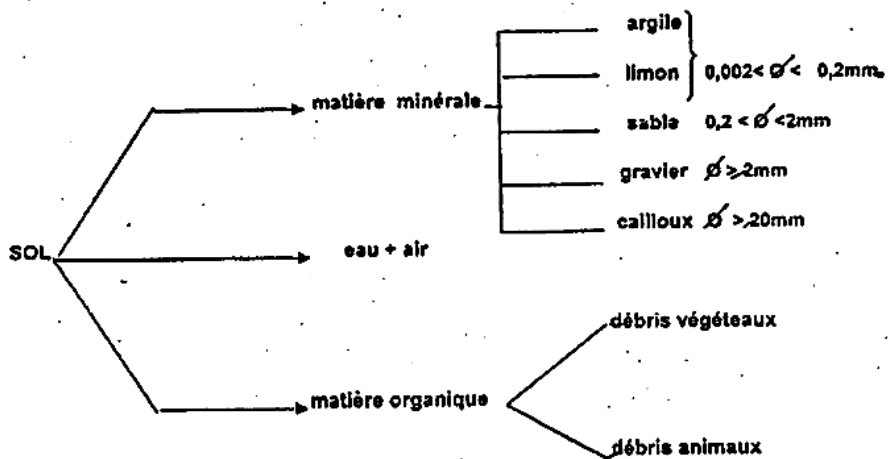 argile
limon 0,002< Ø < 0,2mm.
matière minérale
sable 0,2 < Ø <2mm
gravier Ø ≥2mm
cailloux Ø ≥20mm
SOL
eau + air
débris végéteaux
matière organique
débris animaux